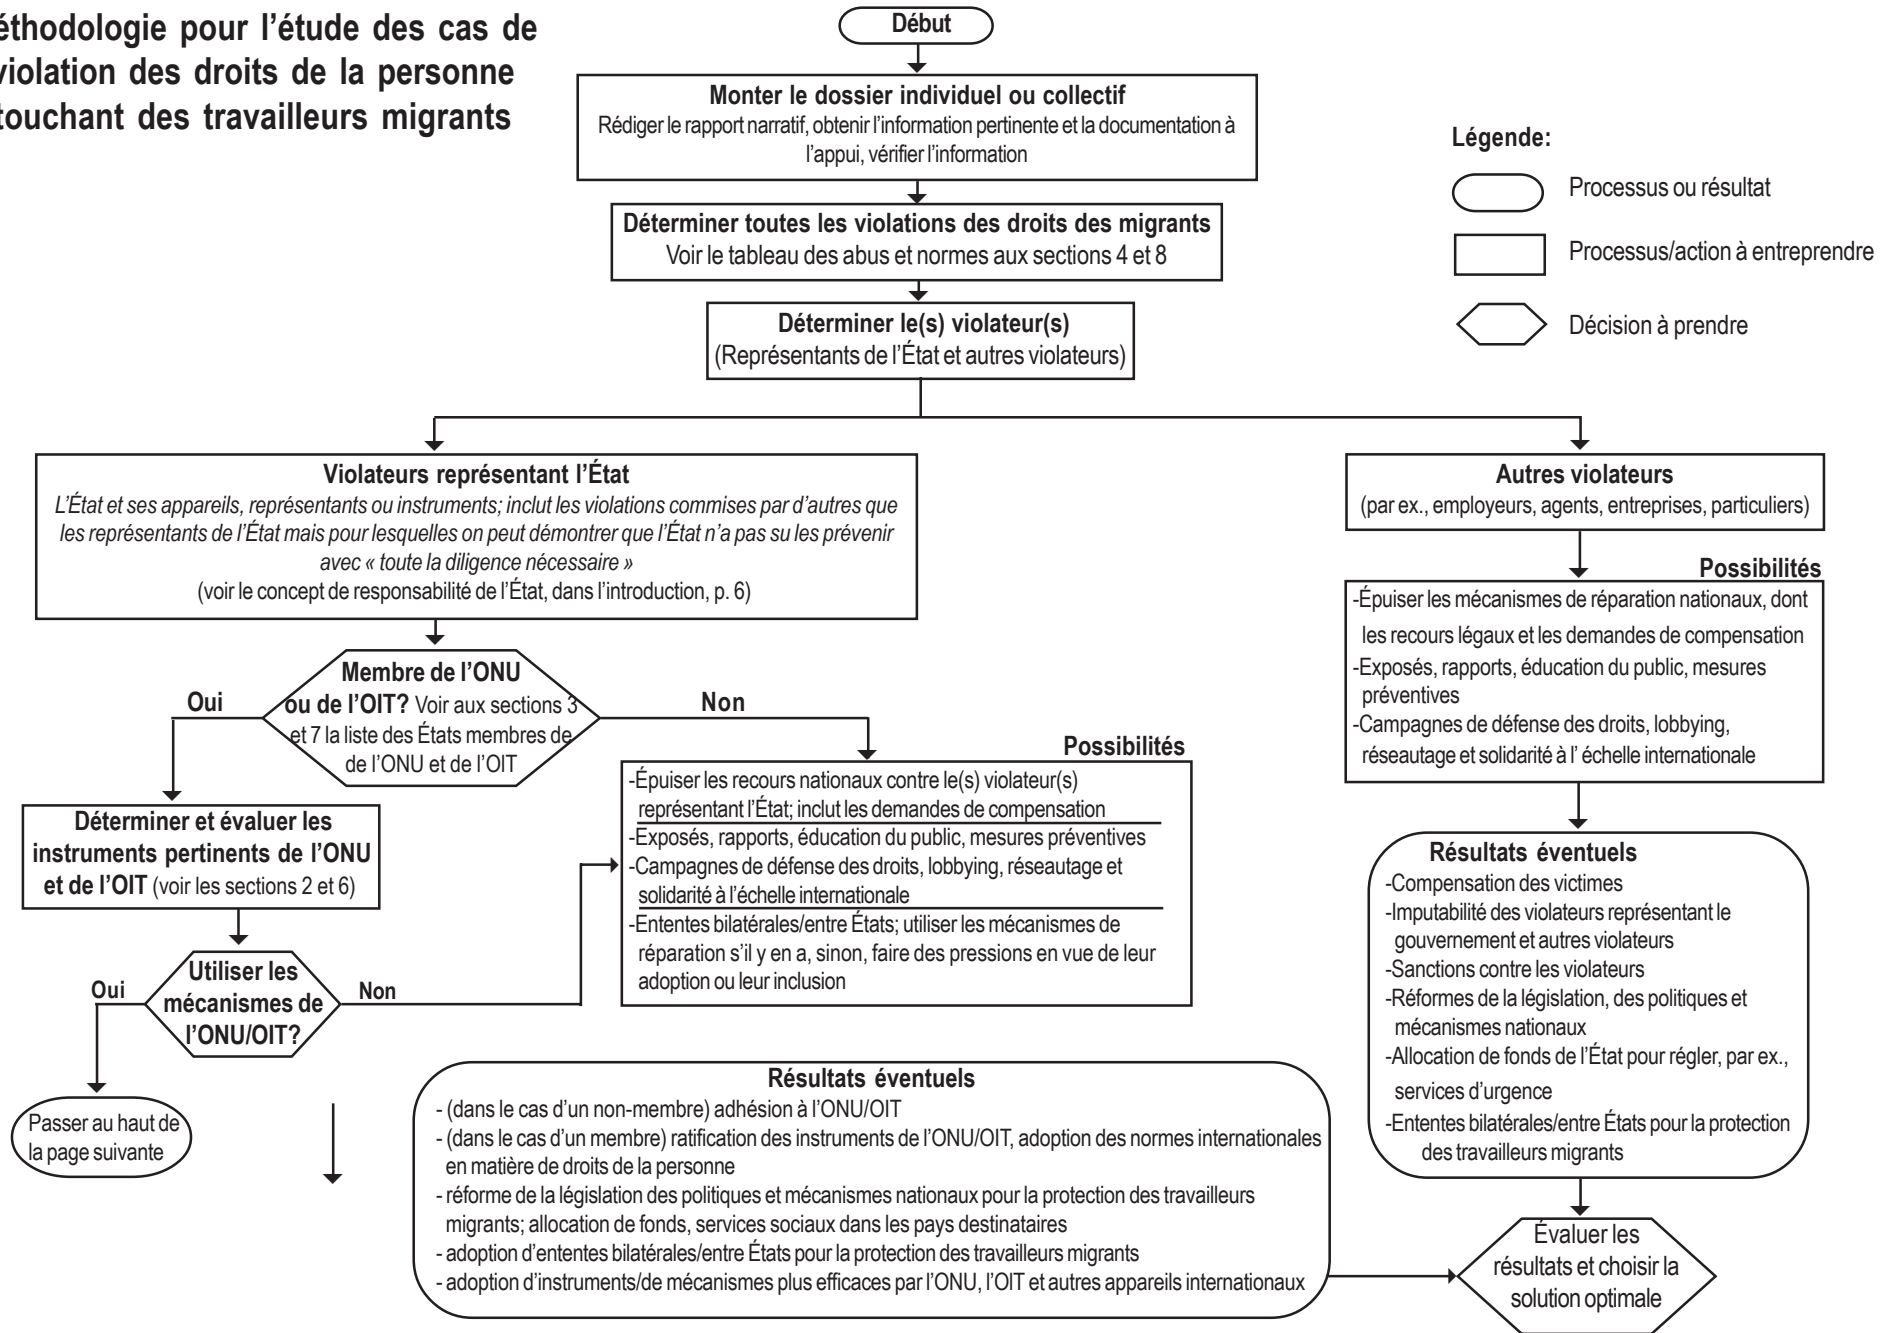 éthodologie pour l'étude des cas de
violation des droits de la personne
touchant des travailleurs migrants
Début
Monter le dossier individuel ou collectif
Rédiger le rapport narratif, obtenir l'information pertinente et la documentation à
l'appui, vérifier l'information
Déterminer toutes les violations des droits des migrants
Voir le tableau des abus et normes aux sections 4 et 8
Déterminer le(s) violateur(s)
(Représentants de l'État et autres violateurs)
Légende:
Processus ou résultat
Processus/action à entreprendre
Décision à prendre
Violateurs représentant l'État
L'État et ses appareils, représentants ou instruments; inclut les violations commises par d'autres que
les représentants de l'État mais pour lesquelles on peut démontrer que l'État n'a pas su les prévenir
avec « toute la diligence nécessaire »
(voir le concept de responsabilité de l'État, dans l'introduction, p. 6)
Membre de l'ONU
ou de l'OIT? Voir aux sections 3
et 7 la liste des États membres de
de l'ONU et de l'OIT
Oui
Non
Déterminer et évaluer les
instruments pertinents de l'ONU
et de l'OIT (voir les sections 2 et 6)
Utiliser les
mécanismes de
l'ONU/OIT?
Oui
Non
Passer au haut de
la page suivante
Possibilités
-Épuiser les recours nationaux contre le(s) violateur(s)
représentant l'État; inclut les demandes de compensation
-Exposés, rapports, éducation du public, mesures préventives
-Campagnes de défense des droits, lobbying, réseautage et
solidarité à l'échelle internationale
-Ententes bilatérales/entre États; utiliser les mécanismes de
réparation s'il y en a, sinon, faire des pressions en vue de leur
adoption ou leur inclusion
Résultats éventuels
- (dans le cas d'un non-membre) adhésion à l'ONU/OIT
- (dans le cas d'un membre) ratification des instruments de l'ONU/OIT, adoption des normes internationales
en matière de droits de la personne
- réforme de la législation des politiques et mécanismes nationaux pour la protection des travailleurs
migrants; allocation de fonds, services sociaux dans les pays destinataires
- adoption d'ententes bilatérales/entre États pour la protection des travailleurs migrants
- adoption d'instruments/de mécanismes plus efficaces par l'ONU, l'OIT et autres appareils internationaux
Autres violateurs
(par ex., employeurs, agents, entreprises, particuliers)
Possibilités
-Épuiser les mécanismes de réparation nationaux, dont
les recours légaux et les demandes de compensation
-Exposés, rapports, éducation du public, mesures
préventives
-Campagnes de défense des droits, lobbying,
réseautage et solidarité à l' échelle internationale
Résultats éventuels
-Compensation des victimes
-Imputabilité des violateurs représentant le
gouvernement et autres violateurs
-Sanctions contre les violateurs
-Réformes de la législation, des politiques et
mécanismes nationaux
-Allocation de fonds de l'État pour régler, par ex.,
services d'urgence
-Ententes bilatérales/entre États pour la protection
des travailleurs migrants
Évaluer les
résultats et choisir la
solution optimale